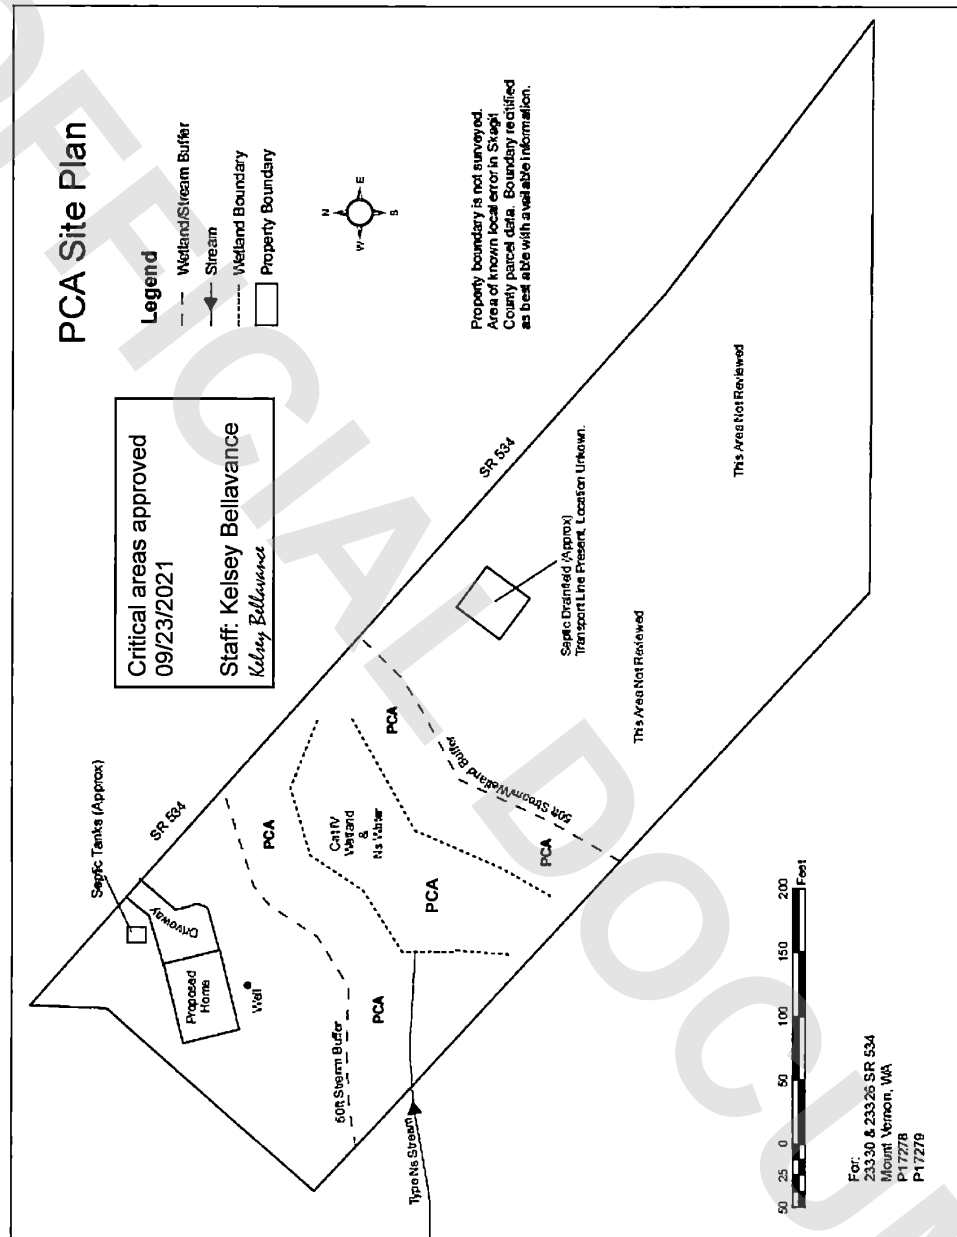 PCA Site Plan
Legend
Wetland/Stream Buffer
Stream
Wetland Boundary
Property Boundary
N
W
E
S
Property boundary is not surveyed.
Area of known local error in Skagit
County parcel data. Boundary rectified
as best able with available information.
Critical areas approved
09/23/2021
Staff: Kelsey Bellavance
Kelsey Bellavance
Septic Tanks (Approx)
SR 534
SR 534
Driveway
Proposed
Home
Well
PCA
Cat IV
Wetland
&
Ns Water
PCA
PCA
PCA
PCA
50ft Stream/Wetland Buffer
50ft Stream Buffer
Type Ns Stream
Septic Drainfield (Approx)
Transport Line Present, Location Unkown.
This Area Not Reviewed
This Area Not Reviewed
50 25 0 50 100 150 200
Feet
For:
23330 & 23326 SR 534
Mount Vernon, WA
P17278
P17279
OFFICIAL DOCUM